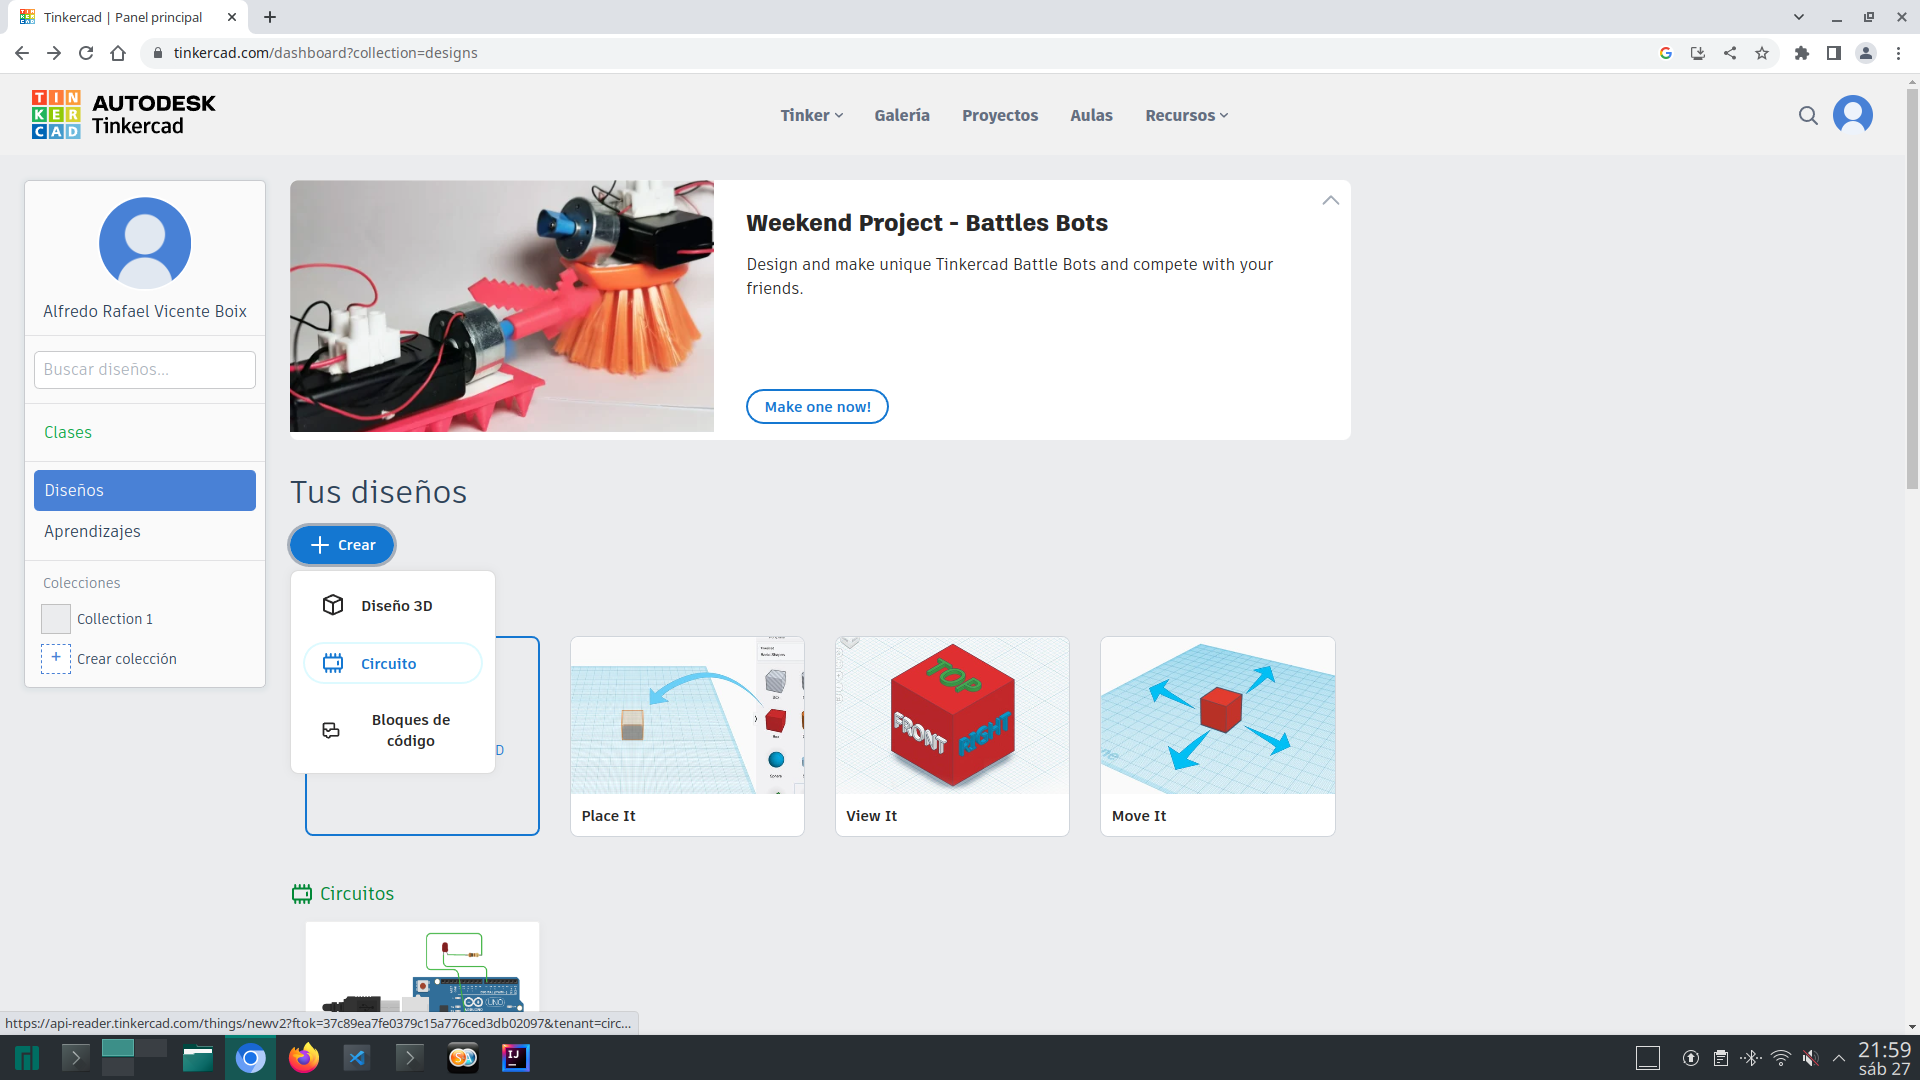 Tinkercad | Panel principal
tinkercad.com/dashboard?collection=designs
TIN
KER
CAD
AUTODESK
Tinkercad
Tinker
Galería
Proyectos
Aulas
Recursos
Alfredo Rafael Vicente Boix
Buscar diseños...
Clases
Diseños
Aprendizajes
Colecciones
Collection 1
+ Crear colección
Weekend Project - Battles Bots
Design and make unique Tinkercad Battle Bots and compete with your
friends.
Make one now!
Tus diseños
Crear
Diseño 3D
Circuito
Bloques de
código
D
Place It
TOP
FRONT
RIGHT
View It
Move It
Circuitos
UNO
https://api-reader.tinkercad.com/things/newv2?ftok=37c89ea7fe0379c15a776ced3db02097&tenant=circ...
SA
IJ
21:59
sáb 27